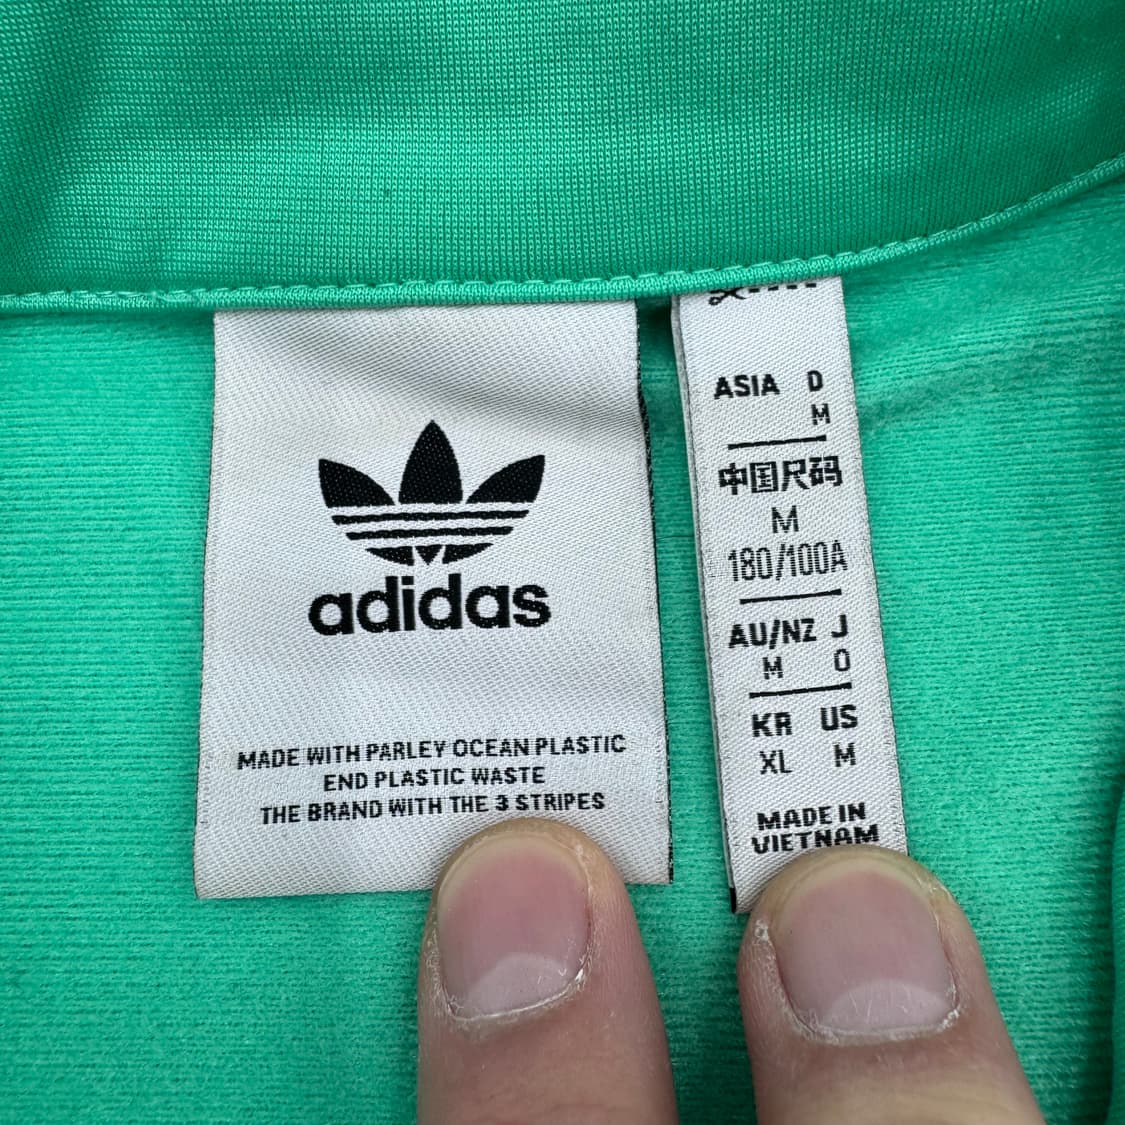 adidas
MADE WITH PARLEY OCEAN PLASTIC
END PLASTIC WASTE
THE BRAND WITH THE 3 STRIPES
ASIA D
M
中国尺码
M
180/100A
AU/NZ J
M O
KR US
XL M
MADE IN
VIETNAM